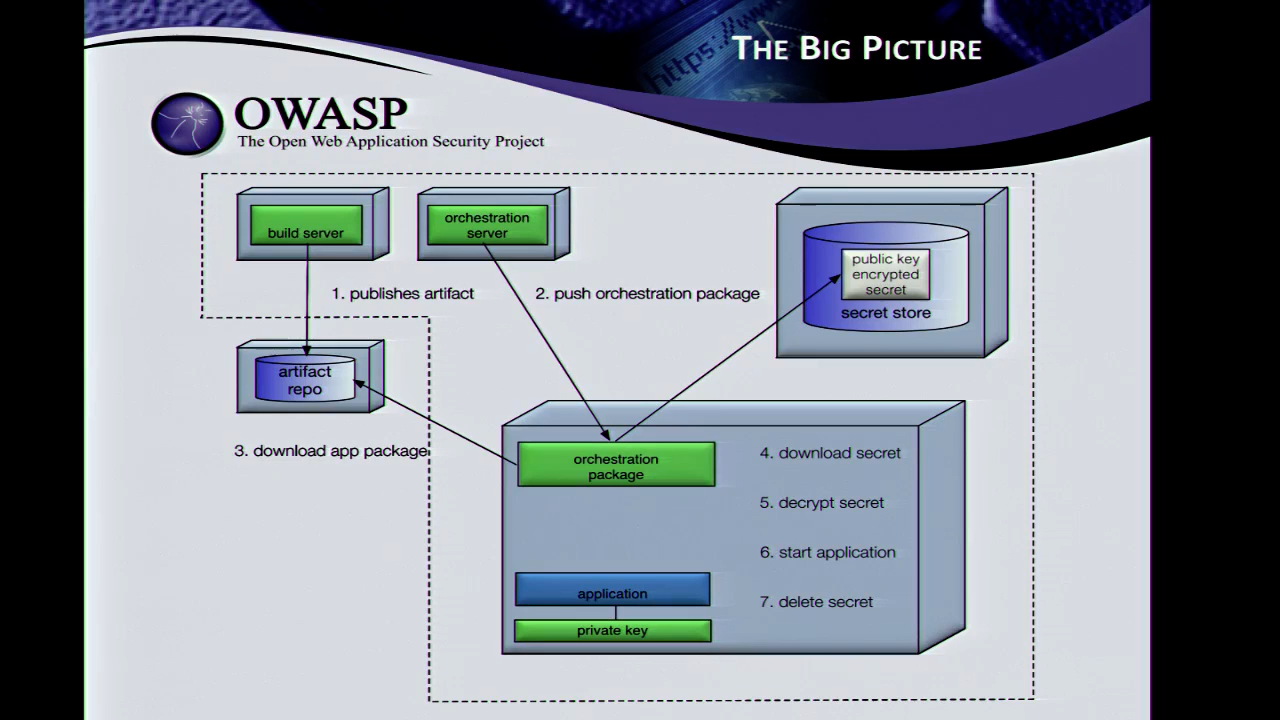 THE BIG PICTURE
https://www
OWASP
The Open Web Application Security Project
build server
orchestration
server
public key
encrypted
secret
secret store
1. publishes artifact
2. push orchestration package
artifact
repo
3. download app package
orchestration
package
4. download secret
5. decrypt secret
6. start application
application
7. delete secret
private key